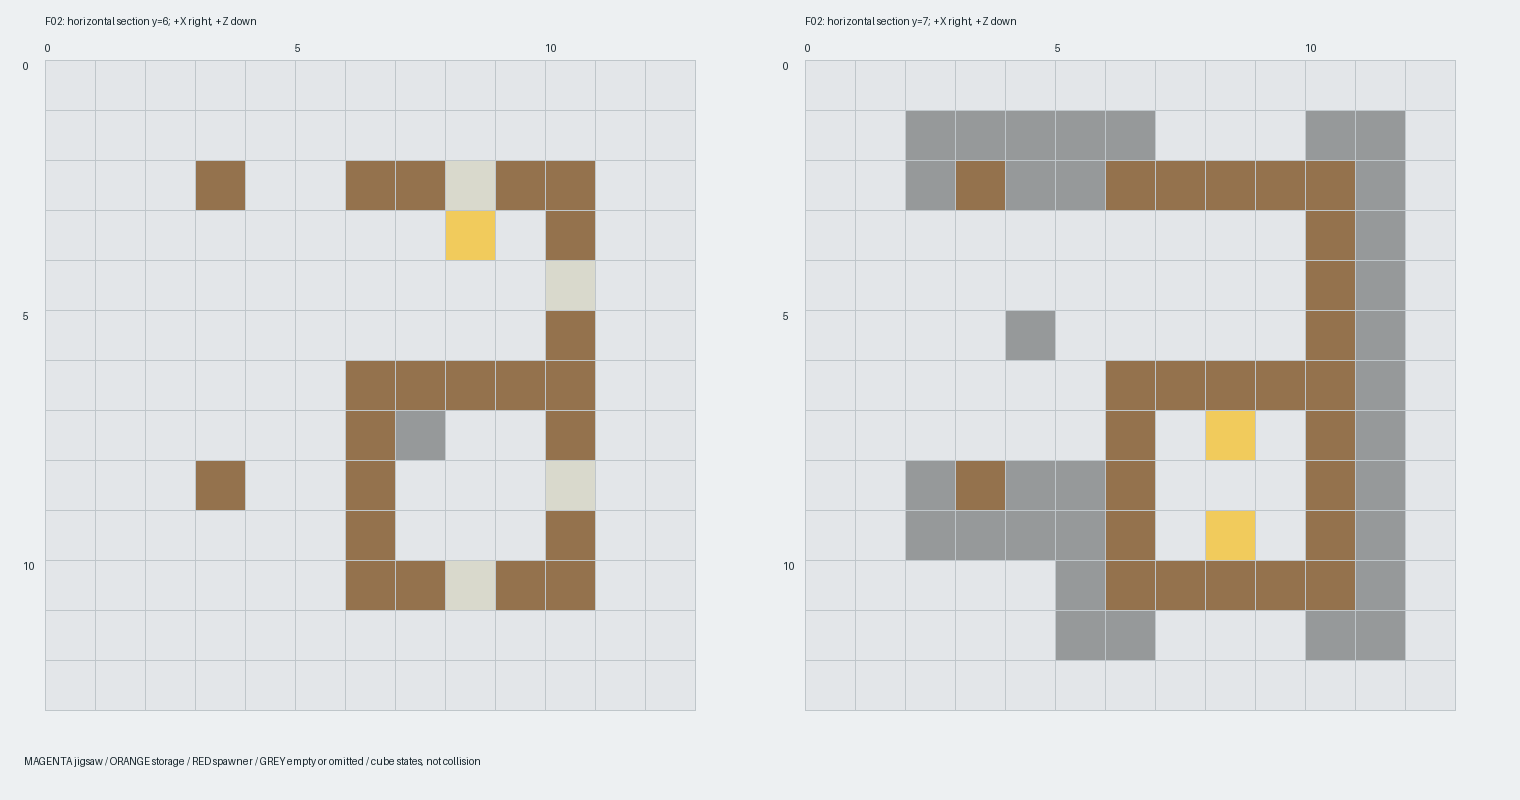 F02: horizontal section y=6; +X right, +Z down
F02: horizontal section y=7; +X right, +Z down
0 5 10
0 5 10
0
0
5
5
10
10
MAGENTA jigsaw / ORANGE storage / RED spawner / GREY empty or omitted / cube states, not collision